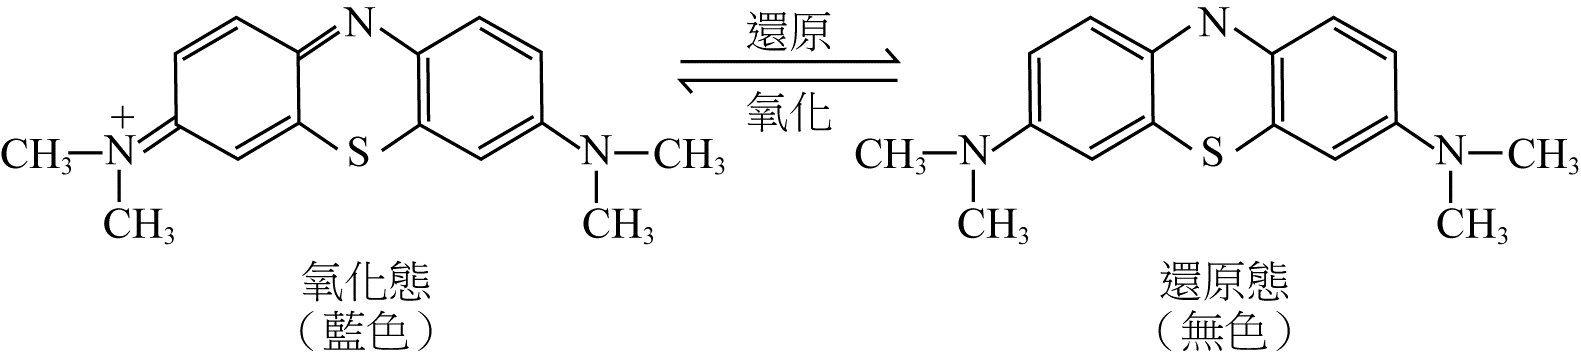 N N
還原
氧化
+
CH3 N S N CH3 CH3 N S N CH3
CH3 CH3 CH3 CH3
氧化態 還原態
（藍色） （無色）